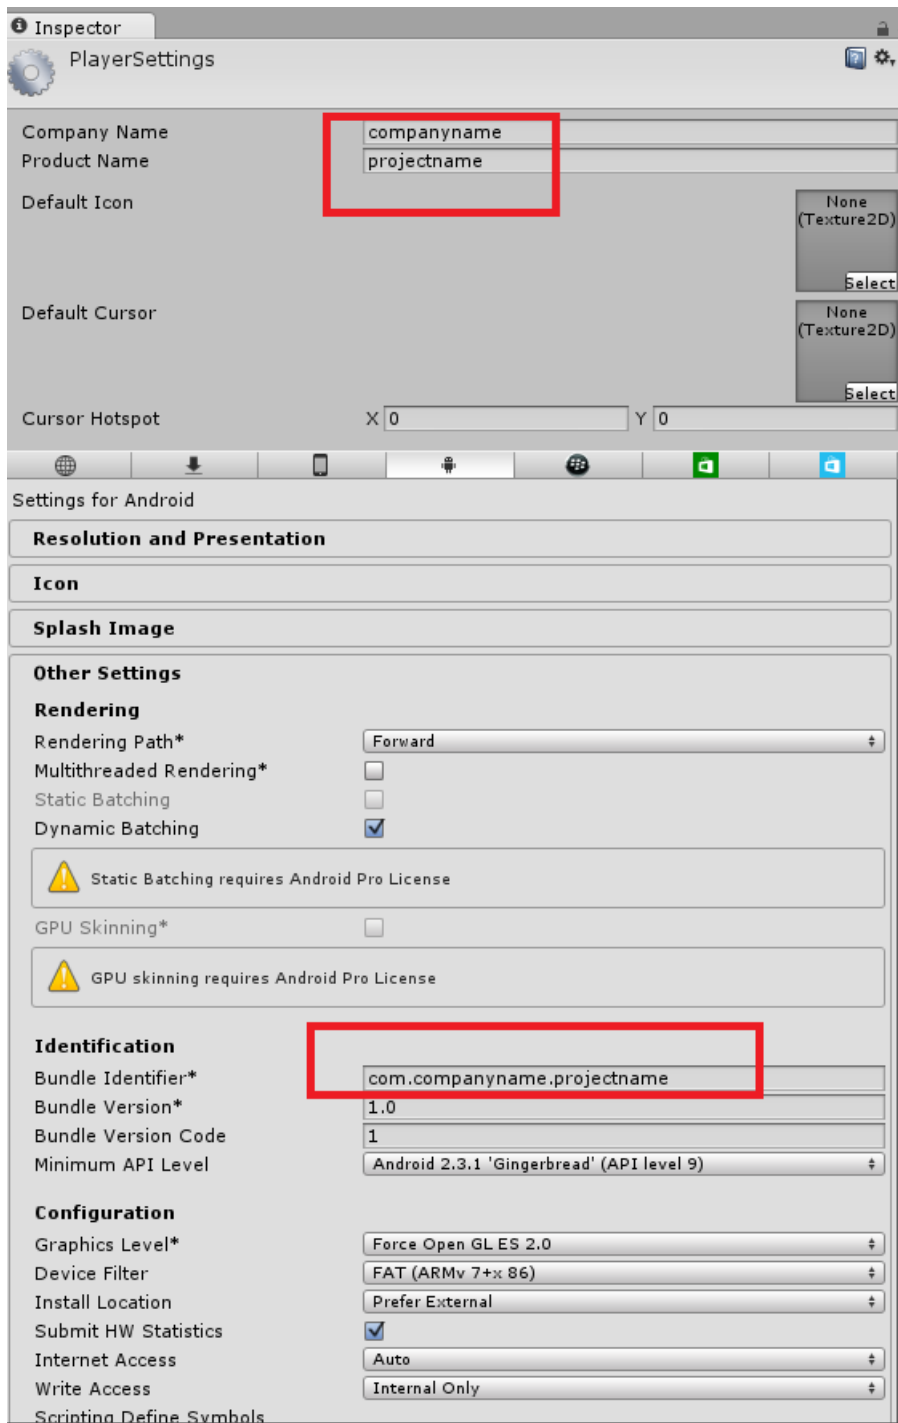 Inspector
PlayerSettings
Company Name companyname
Product Name projectname
Default Icon None
(Texture2D)
Select
Default Cursor None
(Texture2D)
Select
Cursor Hotspot X 0 Y 0
Settings for Android
Resolution and Presentation
Icon
Splash Image
Other Settings
Rendering
Rendering Path* Forward
Multithreaded Rendering*
Static Batching
Dynamic Batching
Static Batching requires Android Pro License
GPU Skinning*
GPU skinning requires Android Pro License
Identification
Bundle Identifier* com.companyname.projectname
Bundle Version* 1.0
Bundle Version Code 1
Minimum API Level Android 2.3.1 'Gingerbread' (API level 9)
Configuration
Graphics Level* Force Open GL ES 2.0
Device Filter FAT (ARMv 7+x 86)
Install Location Prefer External
Submit HW Statistics
Internet Access Auto
Write Access Internal Only
Scripting Define Symbols